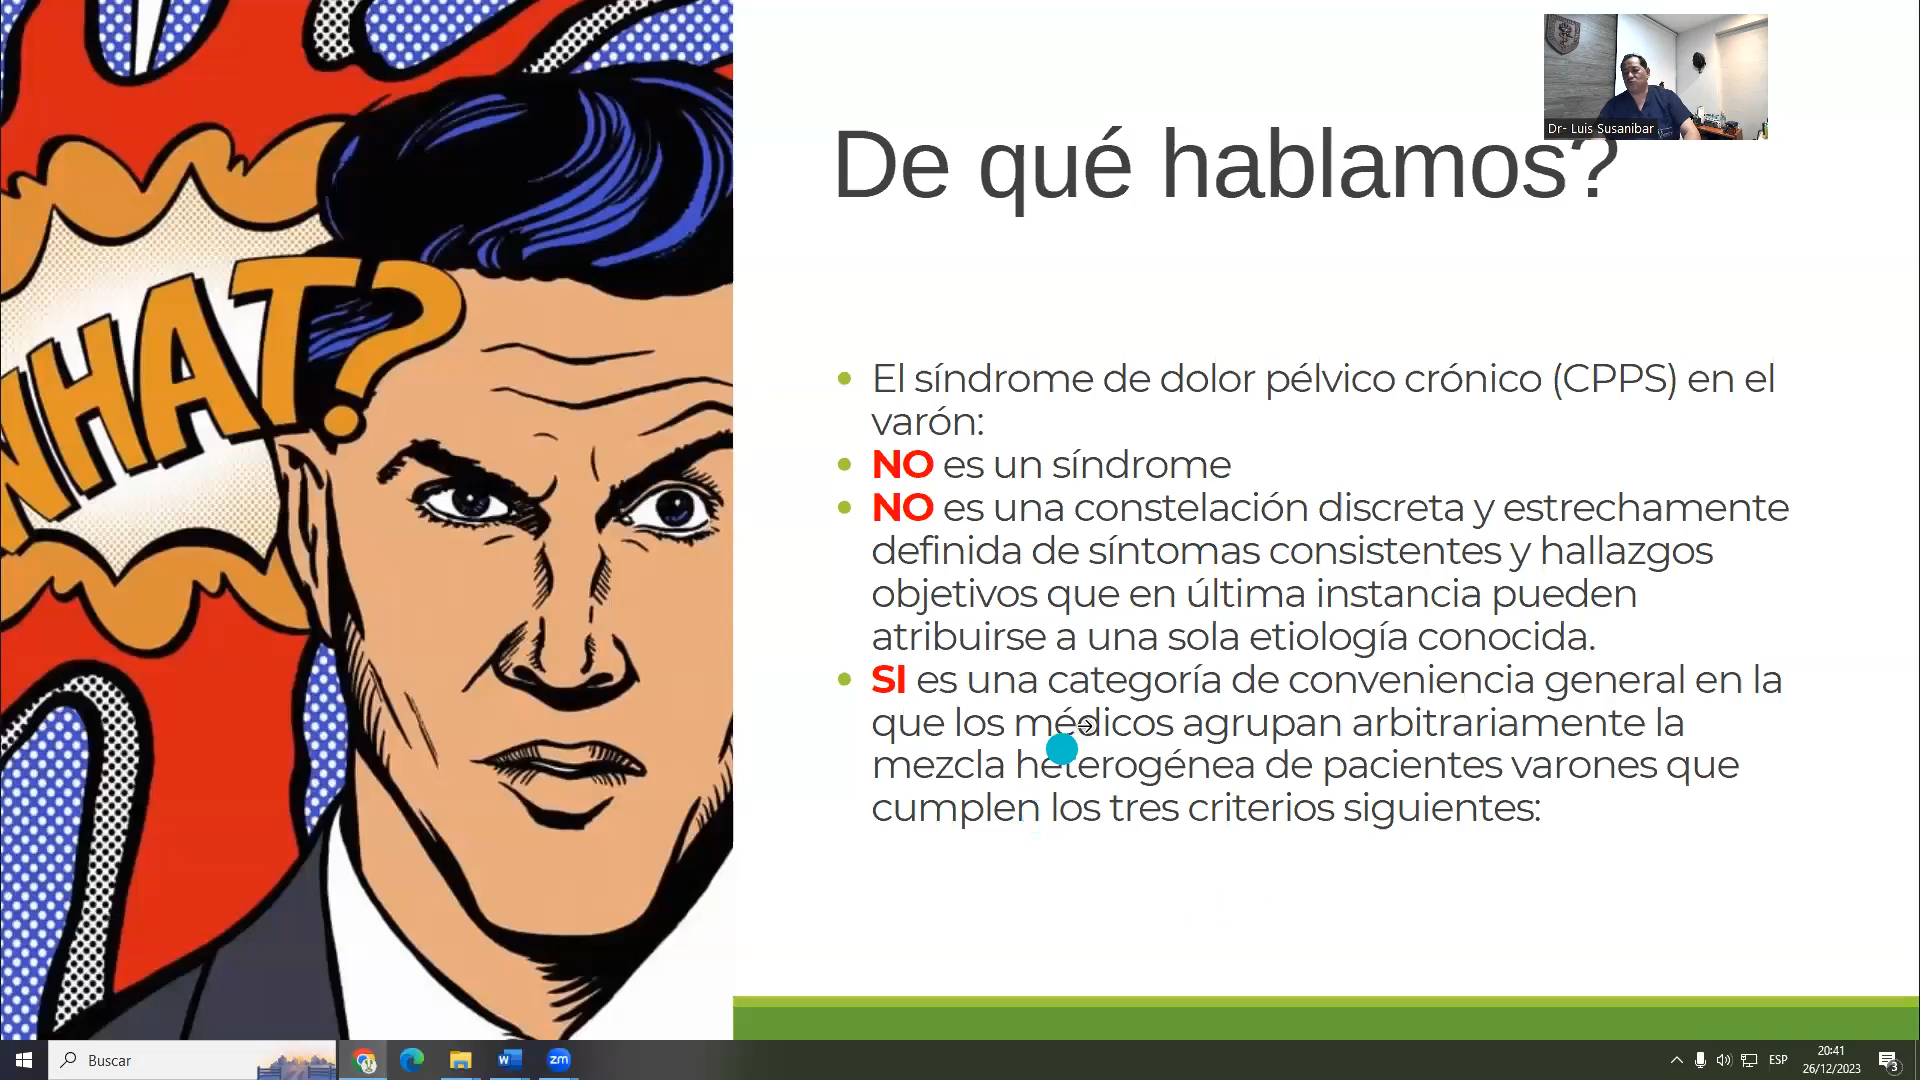 Dr- Luis Susanibar
De qué hablamos?
WHAT?
El síndrome de dolor pélvico crónico (CPPS) en el
varón:
NO es un síndrome
NO es una constelación discreta y estrechamente
definida de síntomas consistentes y hallazgos
objetivos que en última instancia pueden
atribuirse a una sola etiología conocida.
SI es una categoría de conveniencia general en la
que los médicos agrupan arbitrariamente la
mezcla heterogénea de pacientes varones que
cumplen los tres criterios siguientes:
Buscar
zm
ESP
20:41
26/12/2023
3